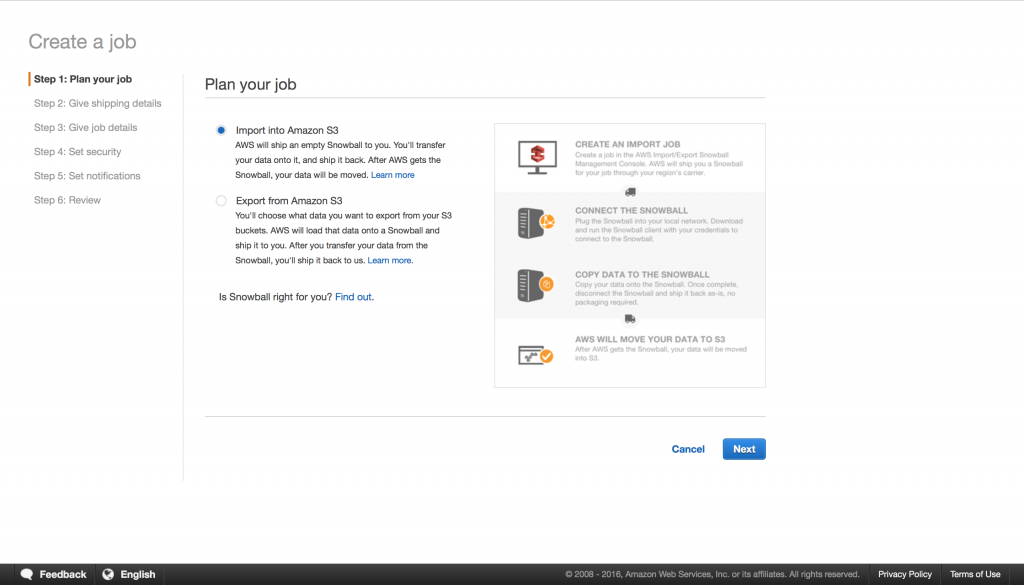 Create a job
Step 1: Plan your job
Step 2: Give shipping details
Step 3: Give job details
Step 4: Set security
Step 5: Set notifications
Step 6: Review
Plan your job
Import into Amazon S3
AWS will ship an empty Snowball to you. You'll transfer
your data onto it, and ship it back. After AWS gets the
Snowball, your data will be moved. Learn more
Export from Amazon S3
You'll choose what data you want to export from your S3
buckets. AWS will load that data onto a Snowball and
ship it to you. After you transfer your data from the
Snowball, you'll ship it back to us. Learn more.
Is Snowball right for you? Find out.
CREATE AN IMPORT JOB
Create a job in the AWS Import/Export Snowball
Management Console. AWS will ship you a Snowball
for your job through your region's carrier.
CONNECT THE SNOWBALL
Plug the Snowball into your local network. Download
and run the Snowball client with your credentials to
connect to the Snowball.
COPY DATA TO THE SNOWBALL
Copy your data onto the Snowball. Once complete,
disconnect the Snowball and ship it back as-is, no
packaging required.
AWS WILL MOVE YOUR DATA TO S3
After AWS gets the Snowball, your data will be moved
into S3.
Cancel
Next
Feedback
English
© 2008 - 2016, Amazon Web Services, Inc. or its affiliates. All rights reserved.
Privacy Policy
Terms of Use